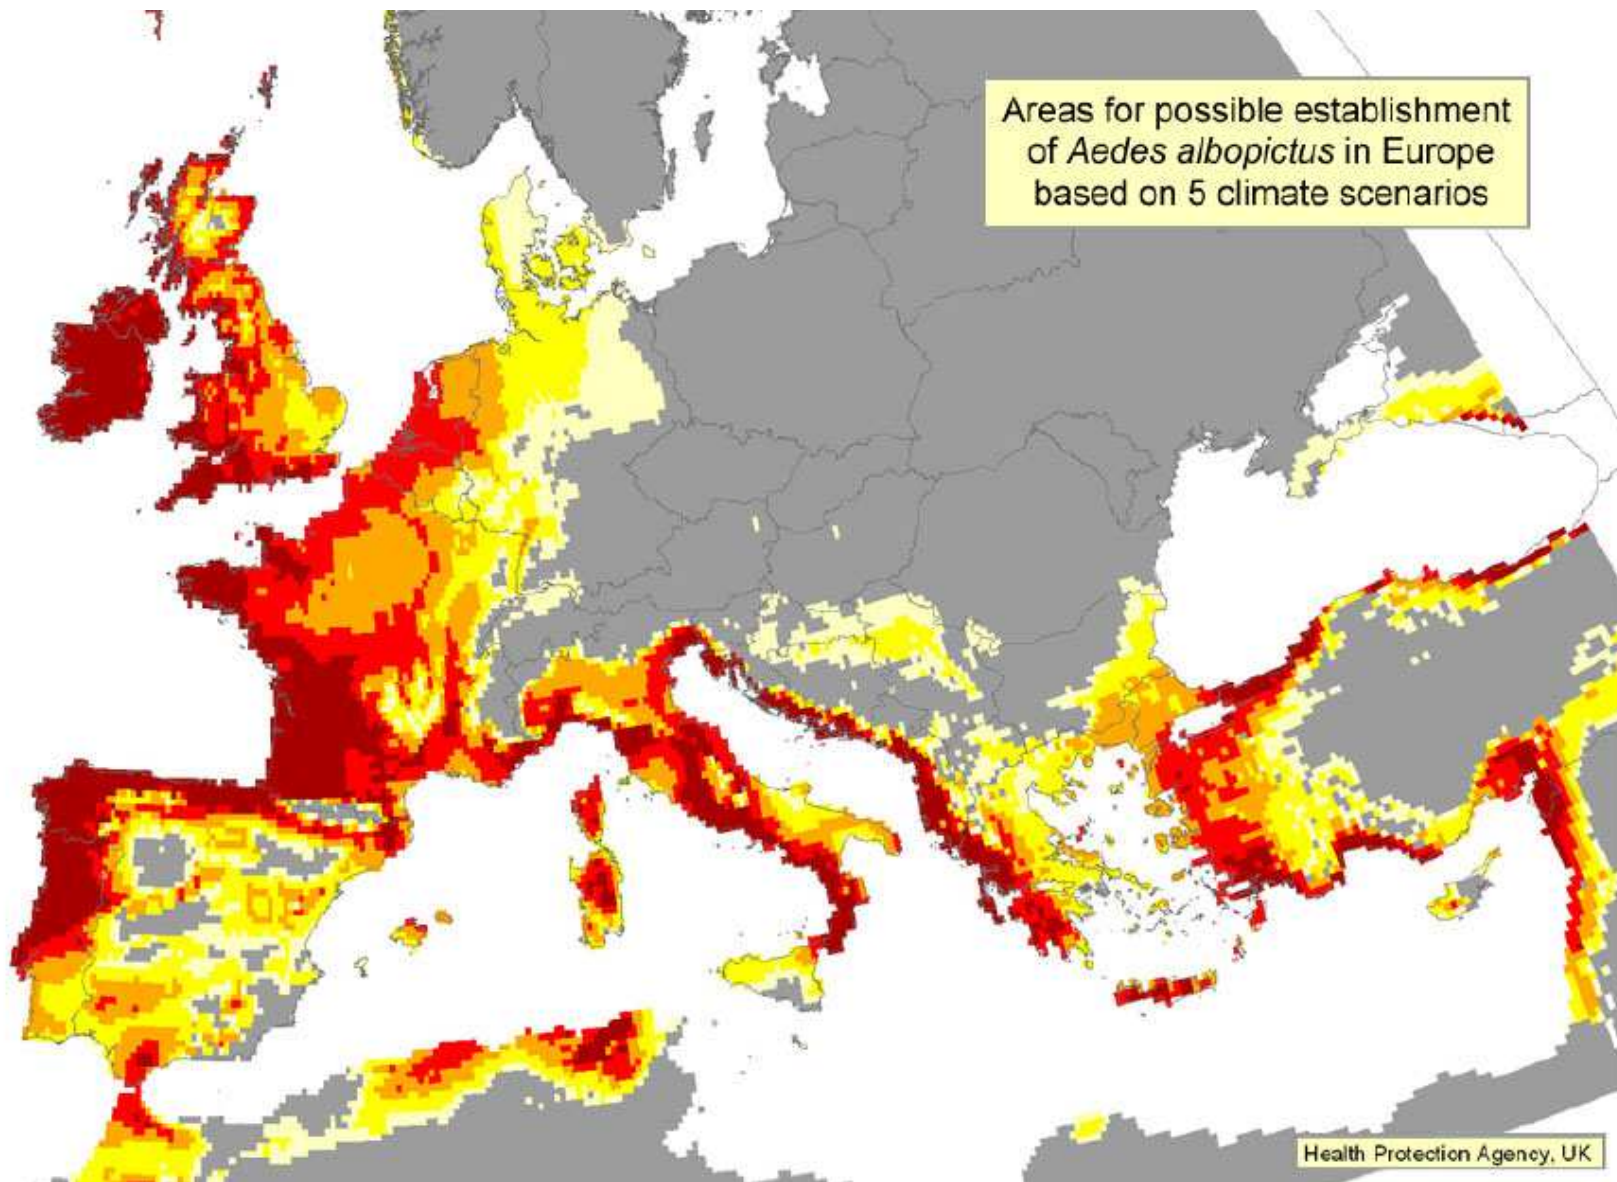 Areas for possible establishment
of Aedes albopictus in Europe
based on 5 climate scenarios
Health Protection Agency, UK